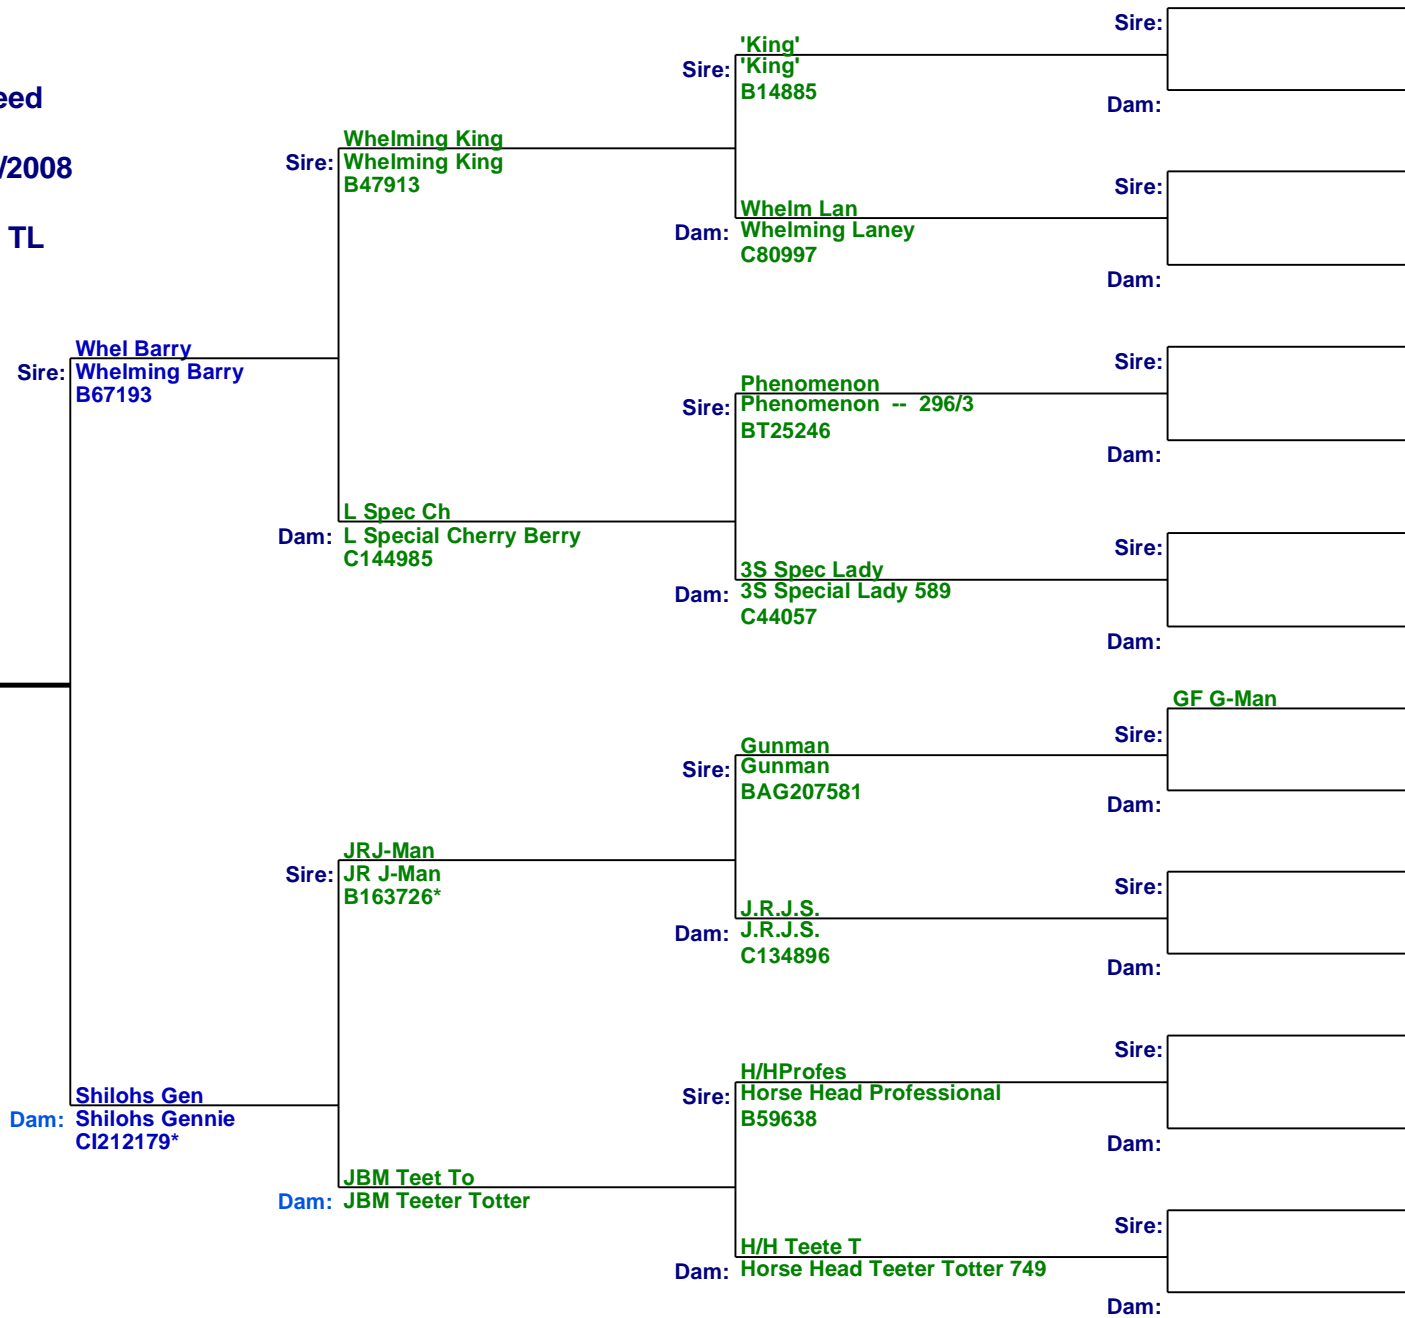 eed
/2008
TL
Sire:
Whel Barry
Whelming Barry
B67193
Dam:
Shilohs Gen
Shilohs Gennie
CI212179*
Sire:
Whelming King
Whelming King
B47913
Dam:
L Spec Ch
L Special Cherry Berry
C144985
Sire:
JRJ-Man
JR J-Man
B163726*
Dam:
JBM Teet To
JBM Teeter Totter
Sire:
'King'
'King'
B14885
Dam:
Whelm Lan
Whelming Laney
C80997
Sire:
Phenomenon
Phenomenon -- 296/3
BT25246
Dam:
3S Spec Lady
3S Special Lady 589
C44057
Sire:
Gunman
Gunman
BAG207581
Dam:
J.R.J.S.
J.R.J.S.
C134896
Sire:
H/HProfes
Horse Head Professional
B59638
Dam:
H/H Teete T
Horse Head Teeter Totter 749
Sire:
Dam:
Sire:
Dam:
Sire:
Dam:
Sire:
Dam:
GF G-Man
Sire:
Dam:
Sire:
Dam:
Sire:
Dam:
Sire:
Dam: